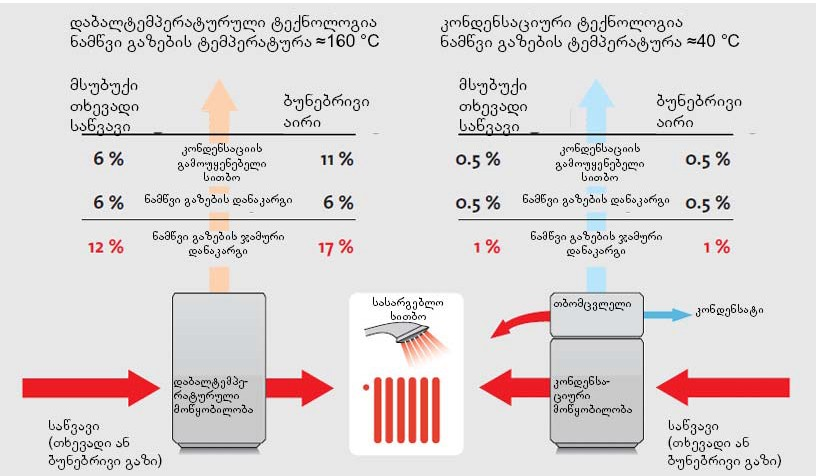 დაბალტემპერატურული ტექნოლოგია
ნამწვი გაზების ტემპერატურა ≈160 °C
კონდენსაციური ტექნოლოგია
ნამწვი გაზების ტემპერატურა ≈40 °C
მსუბუქი
თხევადი
საწვავი
ბუნებრივი
აირი
6 %
კონდენსაციის
გამოუყენებელი
სითბო
11 %
6 %
ნამწვი გაზების დანაკარგი
6 %
12 %
ნამწვი გაზების ჯამური
დანაკარგი
17 %
მსუბუქი
თხევადი
საწვავი
ბუნებრივი
აირი
0.5 %
კონდენსაციის
გამოუყენებელი
სითბო
0.5 %
0.5 %
ნამწვი გაზების დანაკარგი
0.5 %
1 %
ნამწვი გაზების ჯამური
დანაკარგი
1 %
სასარგებლო
სითბო
თბომცვლელი
კონდენსატი
დაბალტემპე-
რატურული
მოწყობილობა
კონდენსა-
ციური
მოწყობილობა
საწვავი
(თხევადი ან
ბუნებრივი გაზი)
საწვავი
(თხევადი ან
ბუნებრივი გაზი)